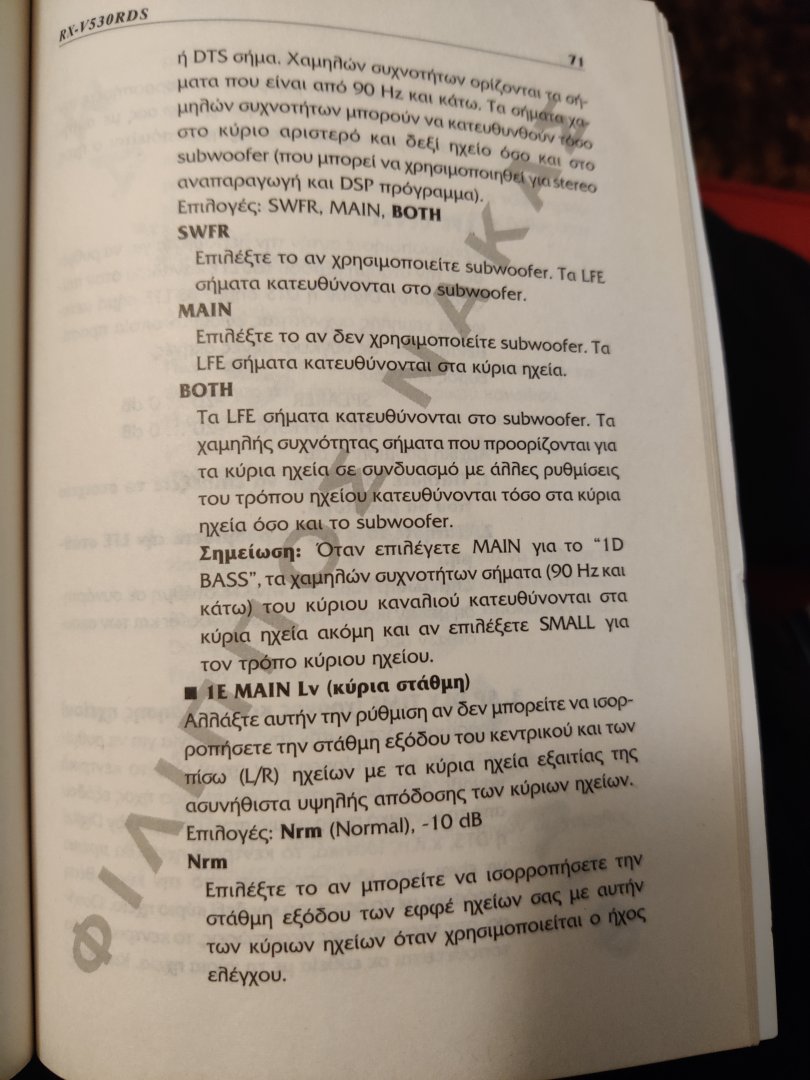 RX-V530RDS
71
ή DTS σήμα. Χαμηλών συχνοτήτων ορίζονται τα σή-
ματα που είναι από 90 Hz και κάτω. Τα σήματα χα-
μηλών συχνοτήτων μπορούν να κατευθυνθούν τόσο
στο κύριο αριστερό και δεξί ηχείο όσο και στο
subwoofer (που μπορεί να χρησιμοποιηθεί για stereo
αναπαραγωγή και DSP πρόγραμμα).
Επιλογές: SWFR, MAIN, BOTH
SWFR
Επιλέξτε το αν χρησιμοποιείτε subwoofer. Τα LFE
σήματα κατευθύνονται στο subwoofer.
MAIN
Επιλέξτε το αν δεν χρησιμοποιείτε subwoofer. Τα
LFE σήματα κατευθύνονται στα κύρια ηχεία.
BOTH
Τα LFE σήματα κατευθύνονται στο subwoofer. Τα
χαμηλής συχνότητας σήματα που προορίζονται για
τα κύρια ηχεία σε συνδυασμό με άλλες ρυθμίσεις
του τρόπου ηχείου κατευθύνονται τόσο στα κύρια
ηχεία όσο και το subwoofer.
Σημείωση: Όταν επιλέγετε MAIN για το "1D
BASS", τα χαμηλών συχνοτήτων σήματα (90 Hz και
κάτω) του κύριου καναλιού κατευθύνονται στα
κύρια ηχεία ακόμη και αν επιλέξετε SMALL για
τον τρόπο κύριου ηχείου.
■ 1E MAIN Lv (κύρια στάθμη)
Αλλάξτε αυτήν την ρύθμιση αν δεν μπορείτε να ισορ-
ροπήσετε την στάθμη εξόδου του κεντρικού και των
πίσω (L/R) ηχείων με τα κύρια ηχεία εξαιτίας της
ασυνήθιστα υψηλής απόδοσης των κύριων ηχείων.
Επιλογές: Nrm (Normal), -10 dB
Nrm
Επιλέξτε το αν μπορείτε να ισορροπήσετε την
στάθμη εξόδου των εφφέ ηχείων σας με αυτήν
των κύριων ηχείων όταν χρησιμοποιείται ο ήχος
ελέγχου.
ΦΙΛΙΠΠΟΣ ΝΑΚΑΣ